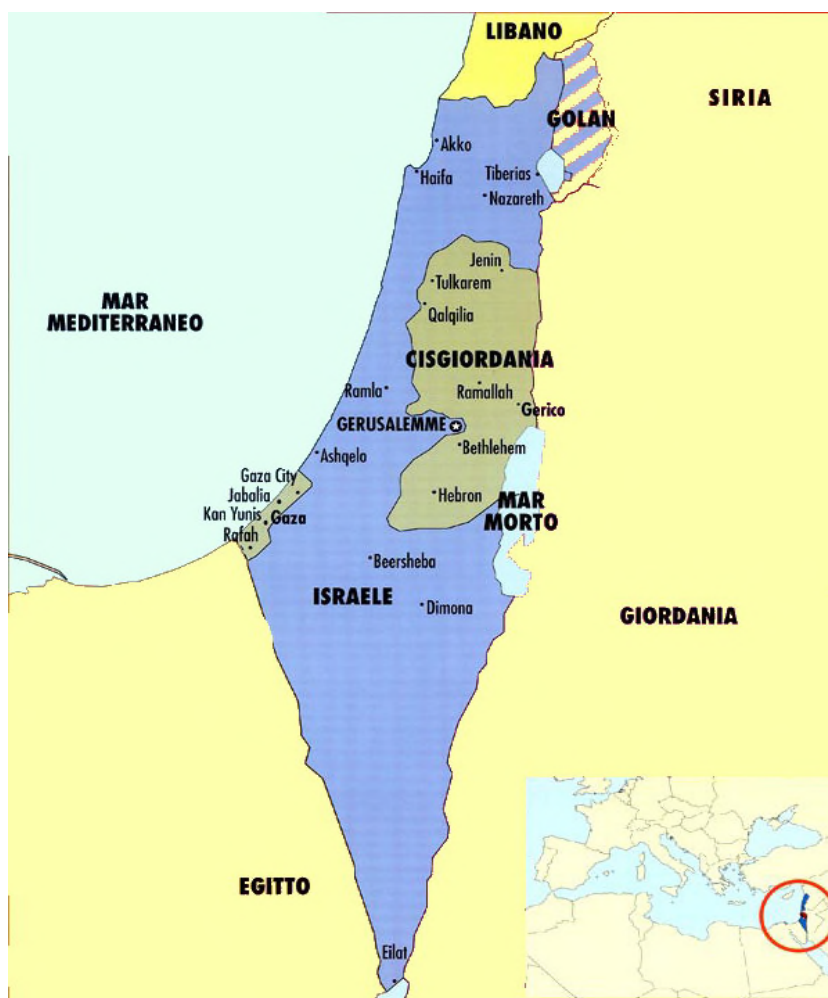 LIBANO
SIRIA
GOLAN
Akko
Haifa
Tiberias
Nazareth
Jenin
Tulkarem
MAR
MEDITERRANEO
Qalqilia
CISGIORDANIA
Ramla
Ramallah
Gerico
GERUSALEMME
Bethlehem
Ashqelo
Gaza City
Jabalia
Hebron
MAR
MORTO
Kan Yunis
Gaza
Rafah
Beersheba
ISRAELE
Dimona
GIORDANIA
EGITTO
Eilat